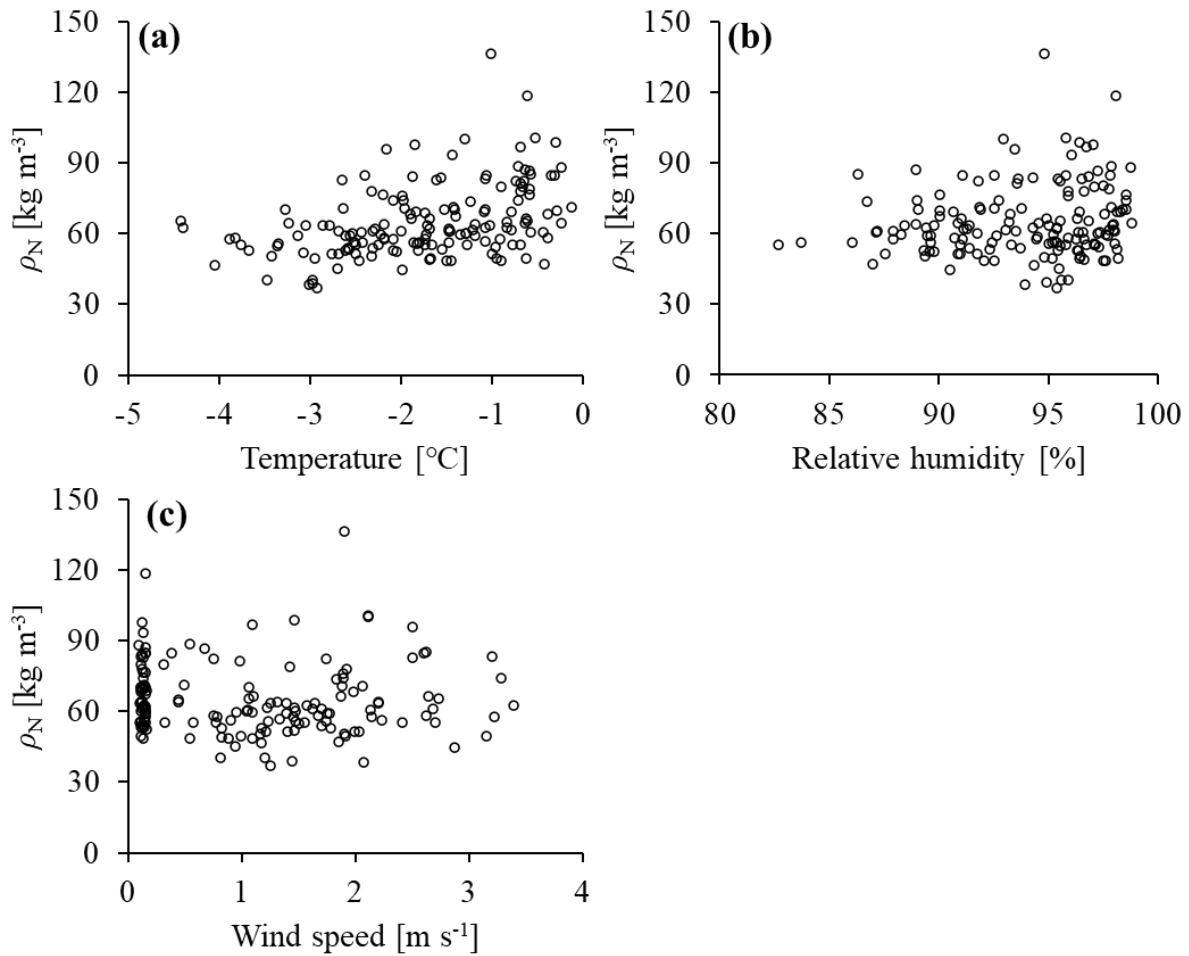 (a)
ρN [kg m-3]
150
120
90
60
30
0
-5 -4 -3 -2 -1 0
Temperature [°C]
(b)
ρN [kg m-3]
150
120
90
60
30
0
80 85 90 95 100
Relative humidity [%]
(c)
ρN [kg m-3]
150
120
90
60
30
0
0 1 2 3 4
Wind speed [m s-1]